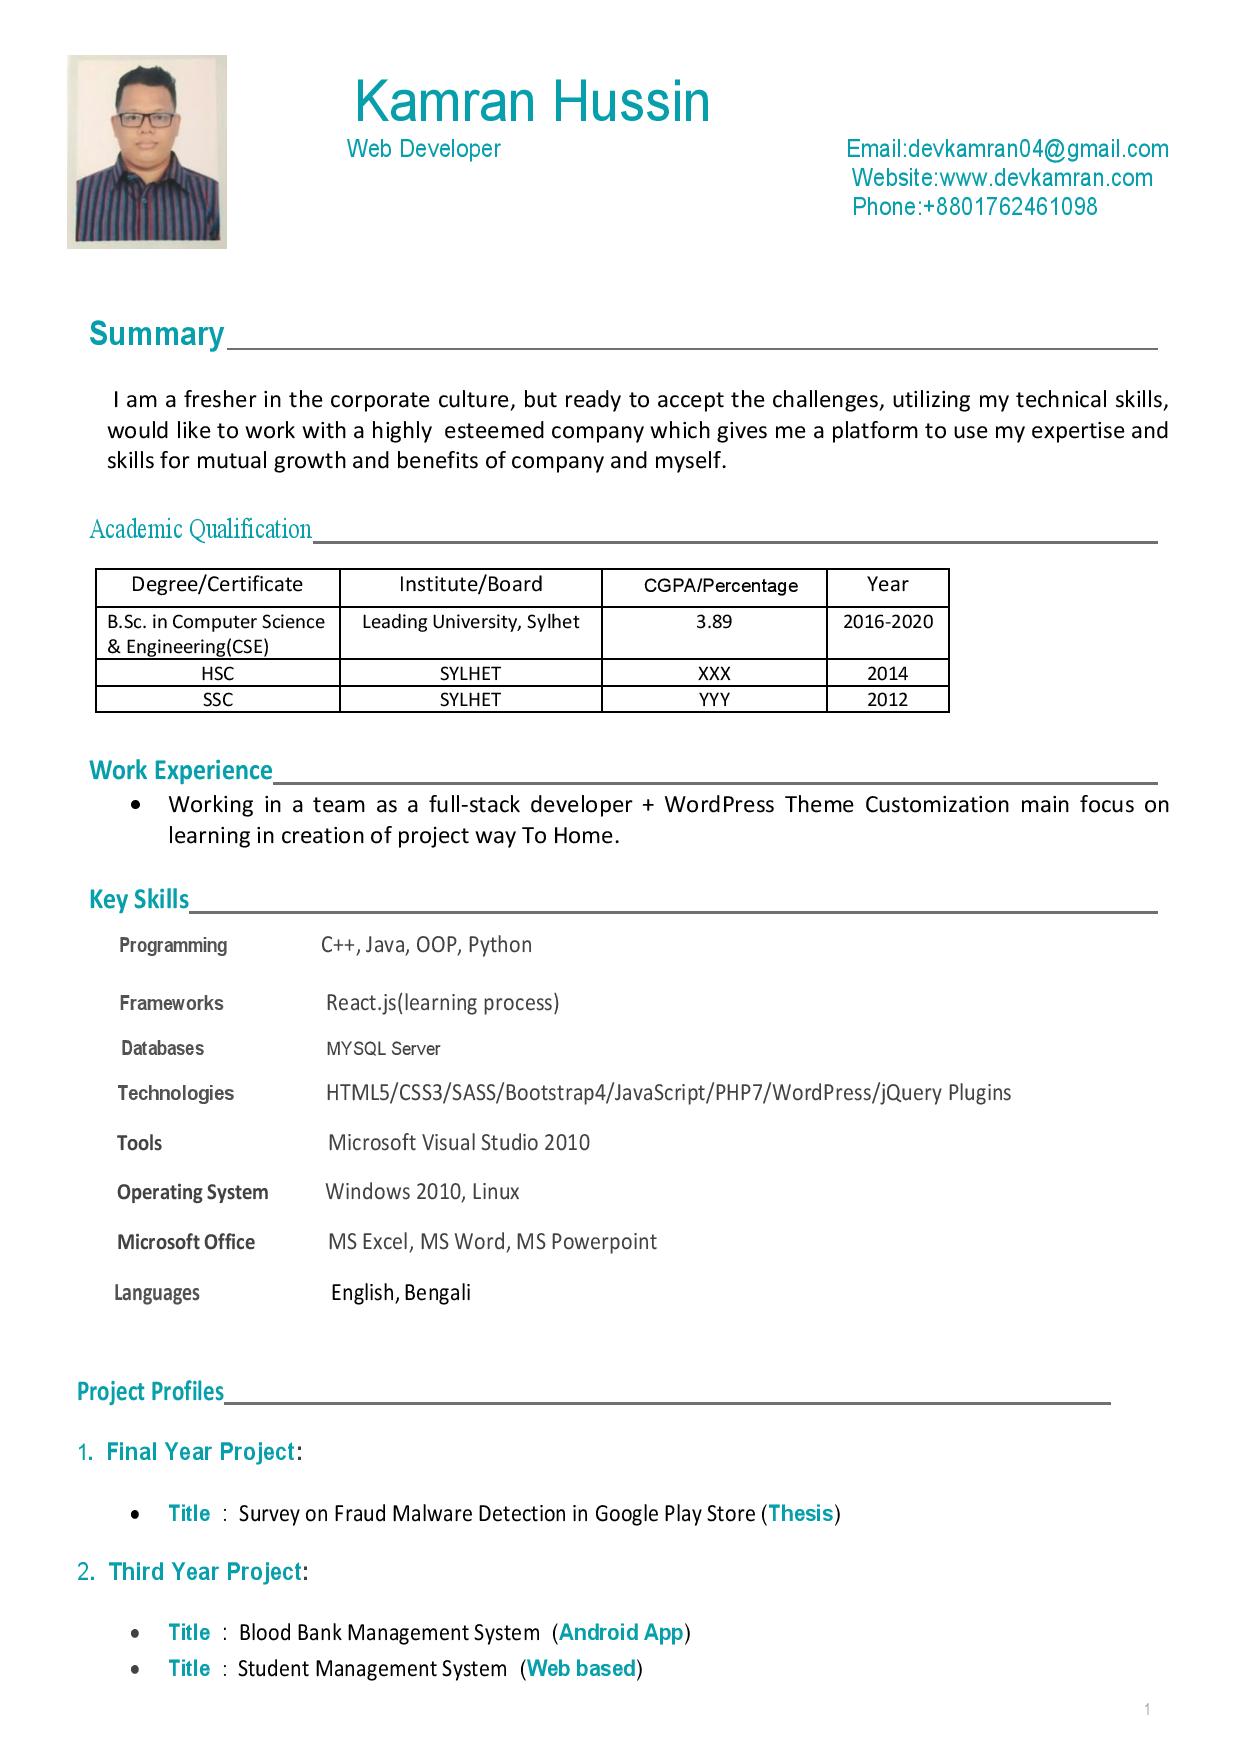 Kamran Hussin
Web Developer
Email:devkamran04@gmail.com
Website:www.devkamran.com
Phone:+8801762461098
Summary
I am a fresher in the corporate culture, but ready to accept the challenges, utilizing my technical skills,
would like to work with a highly esteemed company which gives me a platform to use my expertise and
skills for mutual growth and benefits of company and myself.
Academic Qualification
Degree/Certificate Institute/Board CGPA/Percentage Year
B.Sc. in Computer Science Leading University, Sylhet 3.89 2016-2020
& Engineering(CSE)
HSC SYLHET XXX 2014
SSC SYLHET YYY 2012
Work Experience
• Working in a team as a full-stack developer + WordPress Theme Customization main focus on
learning in creation of project way To Home.
Key Skills
Programming C++, Java, OOP, Python
Frameworks React.js(learning process)
Databases MYSQL Server
Technologies HTML5/CSS3/SASS/Bootstrap4/JavaScript/PHP7/WordPress/jQuery Plugins
Tools Microsoft Visual Studio 2010
Operating System Windows 2010, Linux
Microsoft Office MS Excel, MS Word, MS Powerpoint
Languages English, Bengali
Project Profiles
1. Final Year Project:
• Title : Survey on Fraud Malware Detection in Google Play Store (Thesis)
2. Third Year Project:
• Title : Blood Bank Management System (Android App)
• Title : Student Management System (Web based)
1